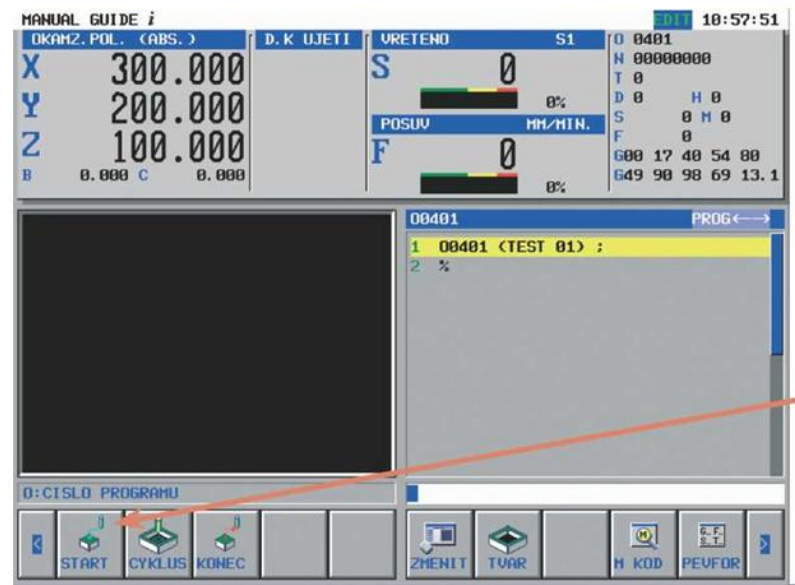 MANUAL GUIDE i EDIT 10:57:51
OKAMZ.POL. (ABS.) D.K UJETI VRETENO S1 O 0401
X 300.000 S 0 N 00000000
T 0
Y 200.000 0% D 0 H 0
POSUV MM/MIN. S 0 M 0
Z 100.000 F 0 F 0
G00 17 40 54 80
B 0.000 C 0.000 0% G49 90 98 69 13.1
O0401 PROG←→
1 O0401 (TEST 01) ;
2 %
O:CISLO PROGRAMU
START CYKLUS KONEC ZMENIT TVAR M KOD PEVFOR
M
G..F..
S..T..